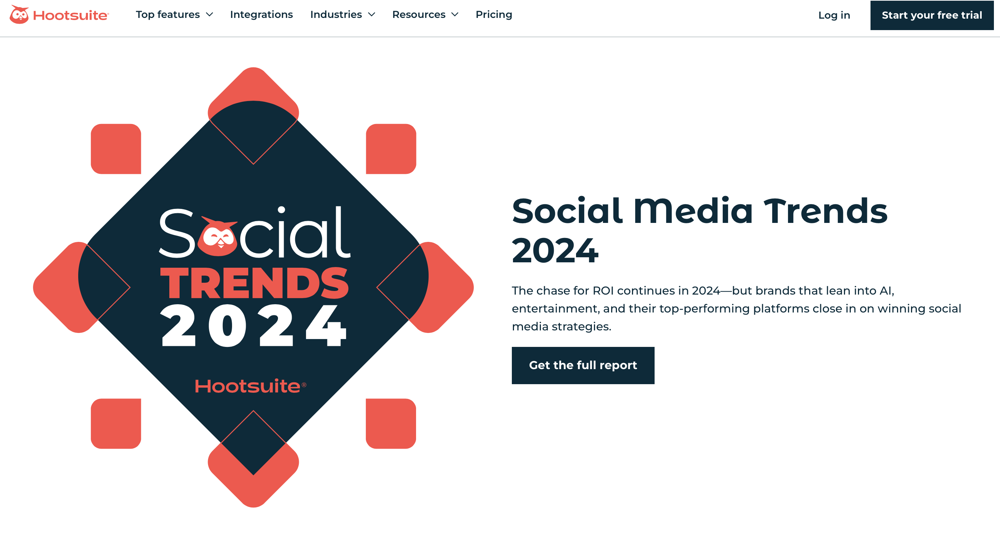 Hootsuite®
Top features
Integrations
Industries
Resources
Pricing
Log in
Start your free trial
Social
TRENDS
2024
Hootsuite®
Social Media Trends
2024
The chase for ROI continues in 2024—but brands that lean into AI,
entertainment, and their top-performing platforms close in on winning social
media strategies.
Get the full report